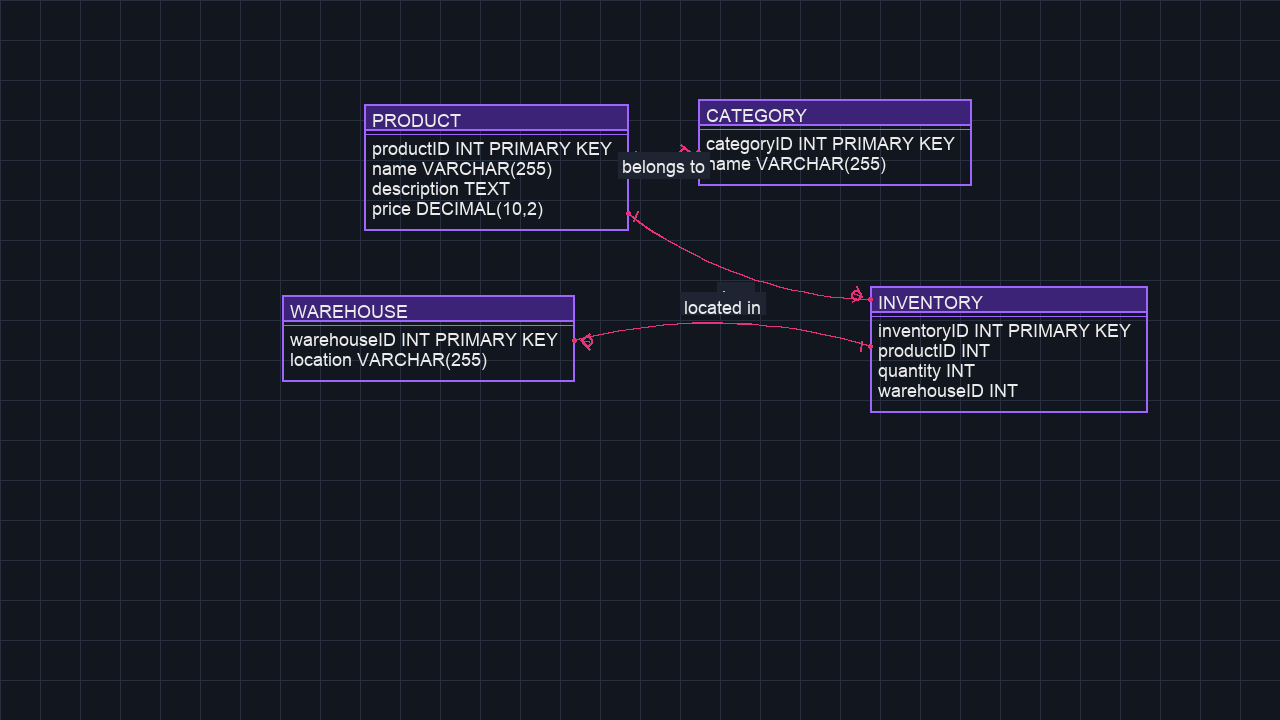 PRODUCT
productID INT PRIMARY KEY
name VARCHAR(255)
description TEXT
price DECIMAL(10,2)
belongs to
CATEGORY
categoryID INT PRIMARY KEY
name VARCHAR(255)
WAREHOUSE
warehouseID INT PRIMARY KEY
location VARCHAR(255)
located in
INVENTORY
inventoryID INT PRIMARY KEY
productID INT
quantity INT
warehouseID INT